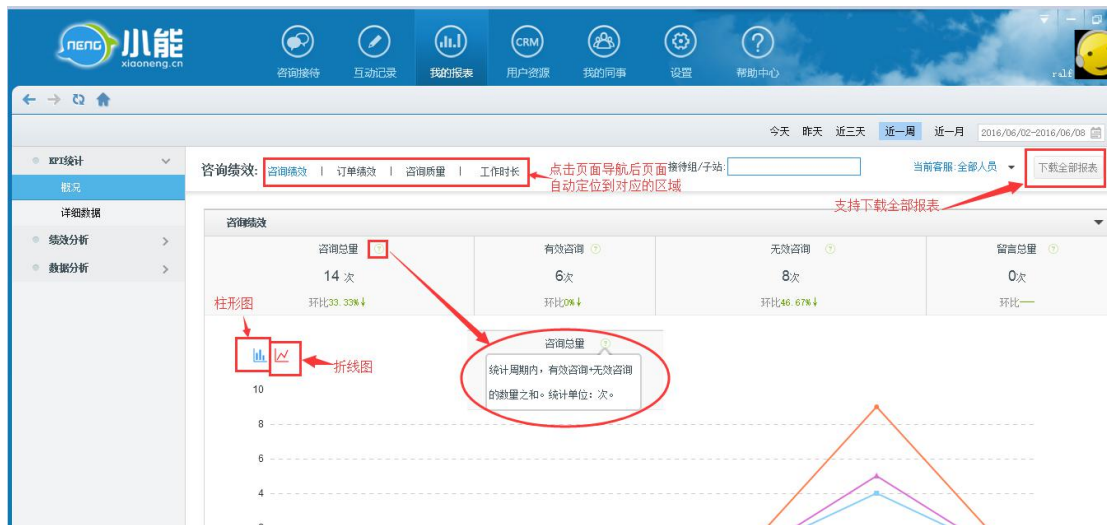 neng 小能
xiaoneng.cn
咨询接待 互动记录 我的报表 CRM 用户资源 我的同事 设置 ? 帮助中心
ralf
今天 昨天 近三天 近一周 近一月 2016/06/02-2016/06/08
KPI统计
概况
详细数据
绩效分析
数据分析
咨询绩效: 咨询绩效 | 订单绩效 | 咨询质量 | 工作时长
点击页面导航后页面
自动定位到对应的区域
接待组/子站:
当前客服:全部人员
下载全部报表
支持下载全部报表
咨询绩效
咨询总量 ? 有效咨询 ? 无效咨询 ? 留言总量 ?
14 次 6次 8次 0次
环比33.33%↓ 环比0%↓ 环比46.67%↓ 环比—
柱形图
折线图
咨询总量 ?
统计周期内，有效咨询+无效咨询
的数量之和。统计单位：次。
10
8
6
4